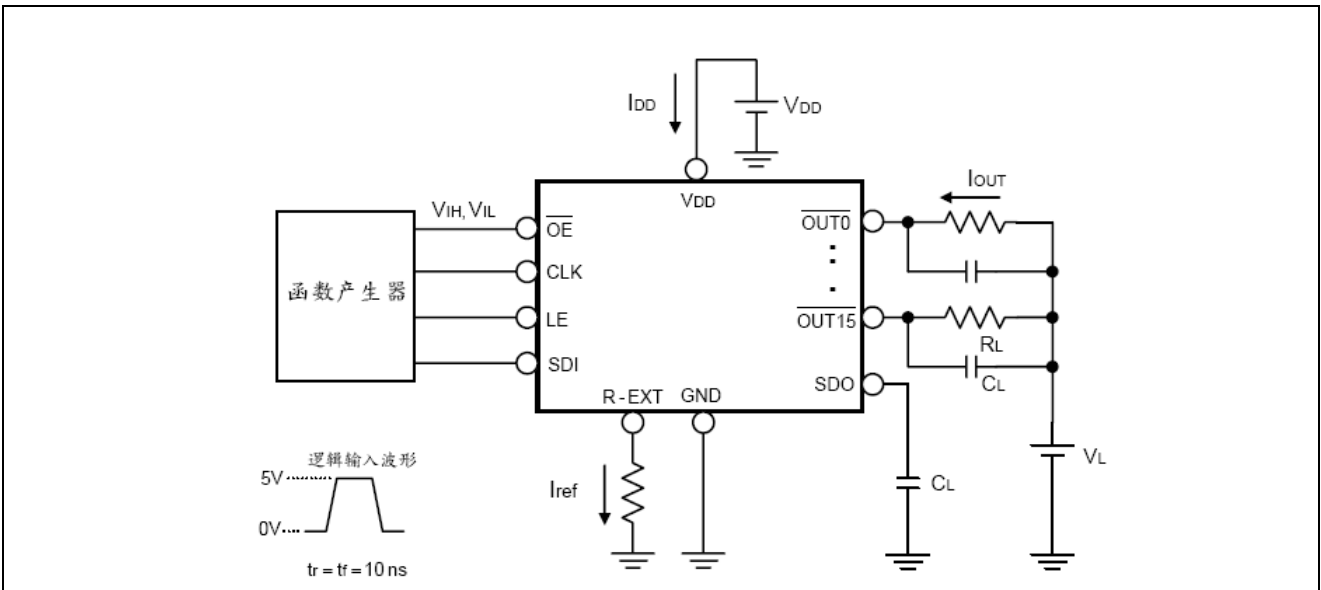 IDD
VDD
VDD
IOUT
VIH, VIL
OE
OUT0
函数产生器
CLK
LE
OUT15
RL
SDI
CL
SDO
R-EXT GND
逻辑输入波形
5V
Iref
CL
VL
0V
tr = tf = 10 ns